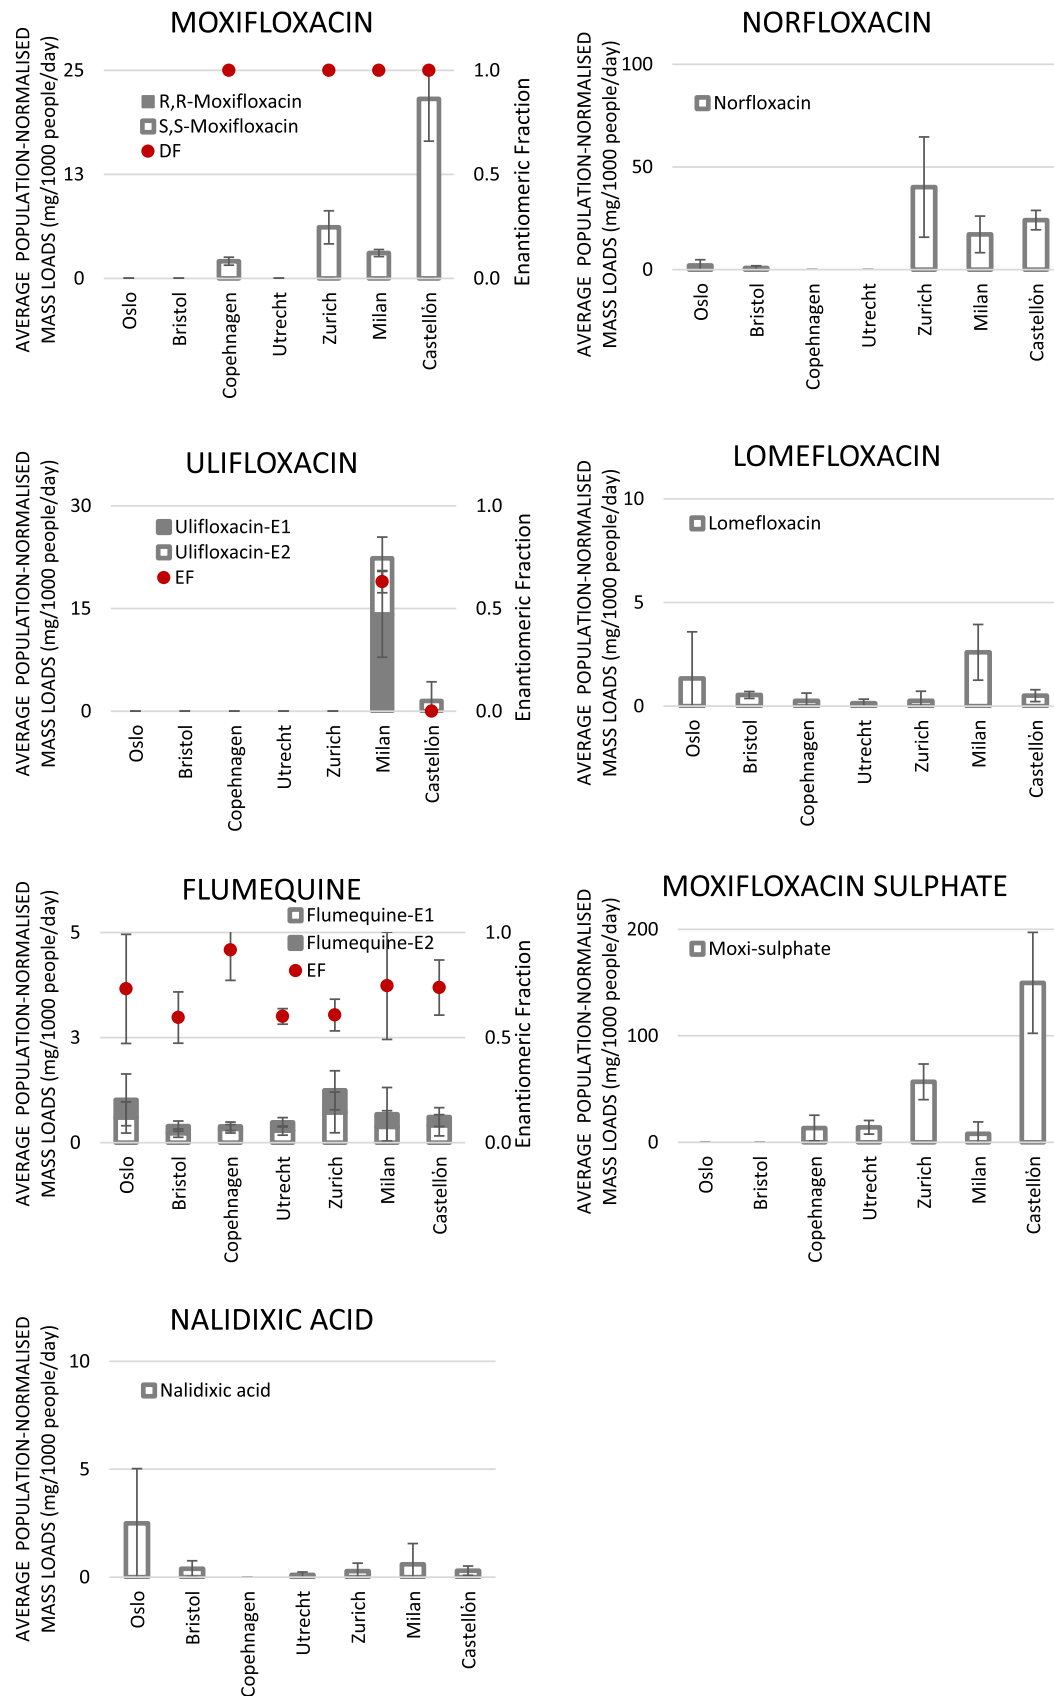 MOXIFLOXACIN
AVERAGE POPULATION-NORMALISED
MASS LOADS (mg/1000 people/day)
25
13
0
R,R-Moxifloxacin
S,S-Moxifloxacin
DF
1.0
0.5
0.0
Enantiomeric Fraction
Oslo
Bristol
Copehnagen
Utrecht
Zurich
Milan
Castellón
NORFLOXACIN
AVERAGE POPULATION-NORMALISED
MASS LOADS (mg/1000 people/day)
100
50
0
Norfloxacin
Oslo
Bristol
Copehnagen
Utrecht
Zurich
Milan
Castellón
ULIFLOXACIN
AVERAGE POPULATION-NORMALISED
MASS LOADS (mg/1000 people/day)
30
15
0
Ulifloxacin-E1
Ulifloxacin-E2
EF
1.0
0.5
0.0
Enantiomeric Fraction
Oslo
Bristol
Copehnagen
Utrecht
Zurich
Milan
Castellón
LOMEFLOXACIN
AVERAGE POPULATION-NORMALISED
MASS LOADS (mg/1000 people/day)
10
5
0
Lomefloxacin
Oslo
Bristol
Copehnagen
Utrecht
Zurich
Milan
Castellón
FLUMEQUINE
AVERAGE POPULATION-NORMALISED
MASS LOADS (mg/1000 people/day)
5
3
0
Flumequine-E1
Flumequine-E2
EF
1.0
0.5
0.0
Enantiomeric Fraction
Oslo
Bristol
Copehnagen
Utrecht
Zurich
Milan
Castellón
MOXIFLOXACIN SULPHATE
AVERAGE POPULATION-NORMALISED
MASS LOADS (mg/1000 people/day)
200
100
0
Moxi-sulphate
Oslo
Bristol
Copehnagen
Utrecht
Zurich
Milan
Castellón
NALIDIXIC ACID
AVERAGE POPULATION-NORMALISED
MASS LOADS (mg/1000 people/day)
10
5
0
Nalidixic acid
Oslo
Bristol
Copehnagen
Utrecht
Zurich
Milan
Castellón